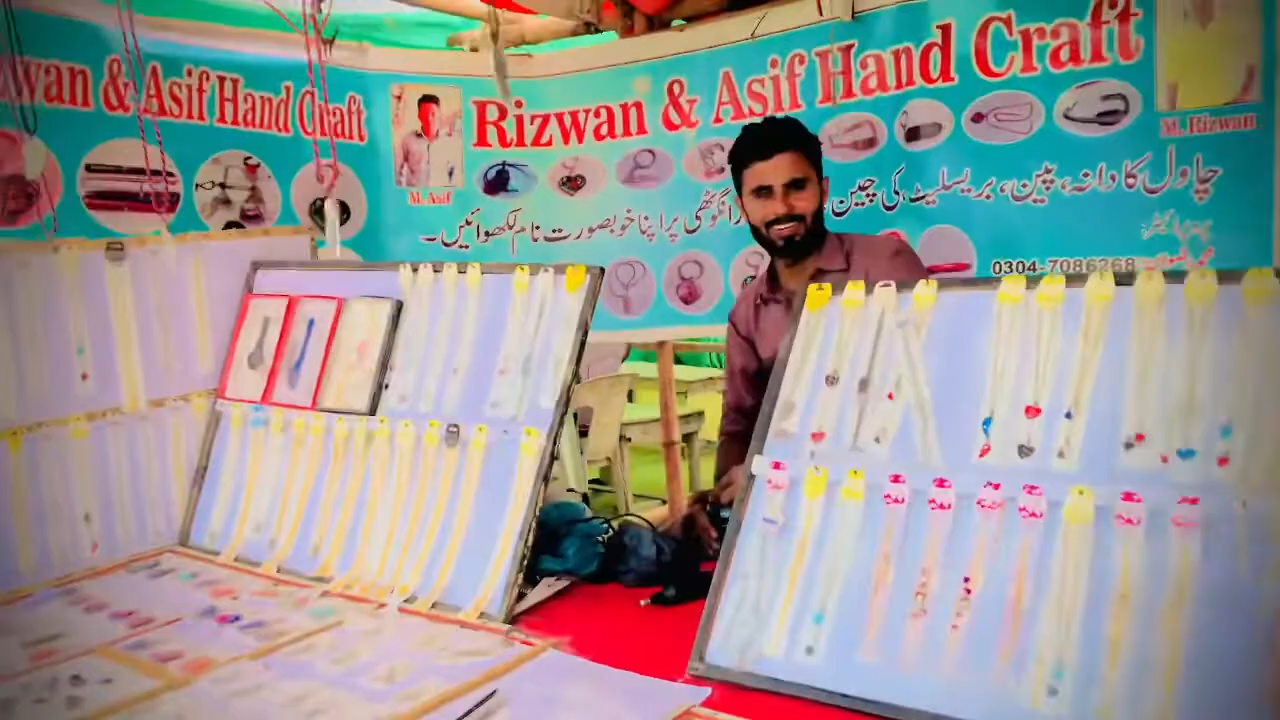 Rizwan & Asif Hand Craft
zwan & Asif Hand Craft
M. Asif
M. Rizwan
چاول کا دانہ، پین، بریسلیٹ کی چین،
انگوٹھی پر اپنا خوبصورت نام لکھوائیں۔
0304-7086268